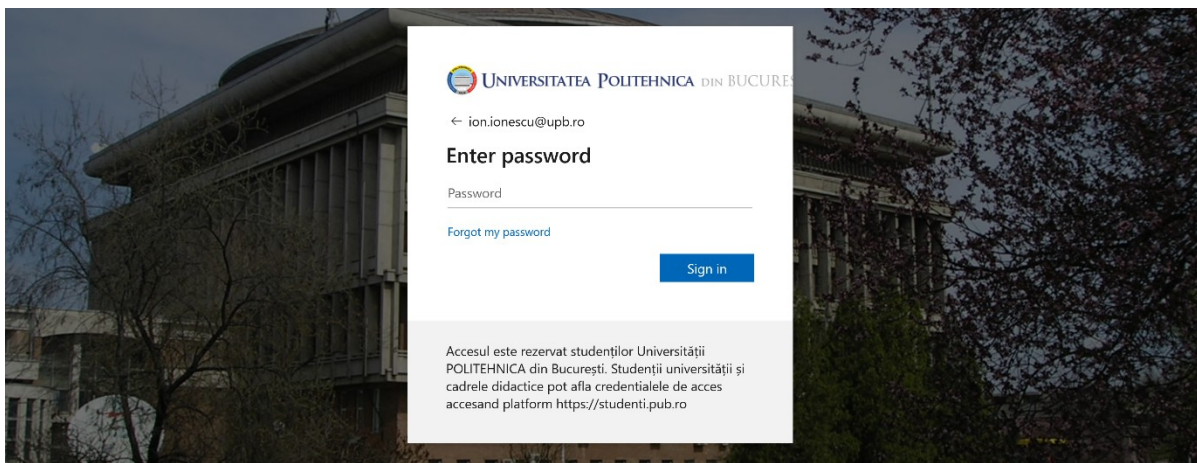 UNIVERSITATEA POLITEHNICA DIN BUCUREȘ
← ion.ionescu@upb.ro
Enter password
Password
Forgot my password
Sign in
Accesul este rezervat studenților Universității
POLITEHNICA din București. Studenții universității și
cadrele didactice pot afla credentialele de acces
accesand platform https://studenti.pub.ro